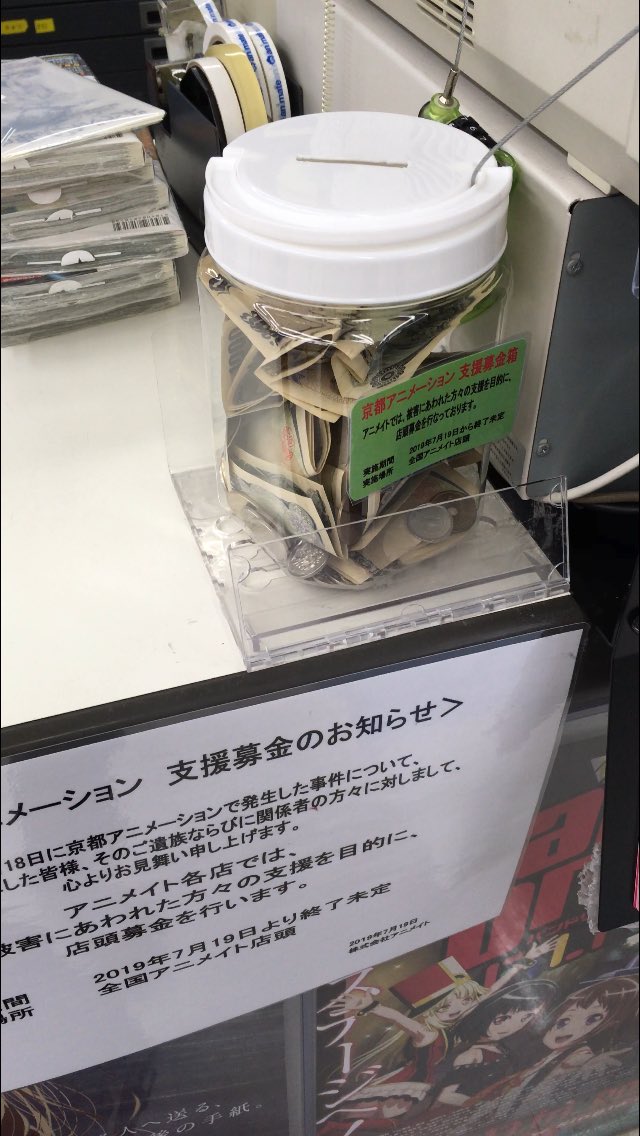 京都アニメーション 支援募金箱
アニメイトでは、被害にあわれた方々の支援を目的に、
店頭募金を行なっております。
実施期間 2019年7月19日から終了未定
実施場所 全国アニメイト店頭
メーション 支援募金のお知らせ＞
18日に京都アニメーションで発生した事件について、
した皆様、そのご遺族ならびに関係者の方々に対しまして、
心よりお見舞い申し上げます。
アニメイト各店では、
被害にあわれた方々の支援を目的に、
店頭募金を行います。
間 2019年7月19日より終了未定
場所 全国アニメイト店頭
2019年7月19日
株式会社アニメイト
人へ送る、
後の手紙。